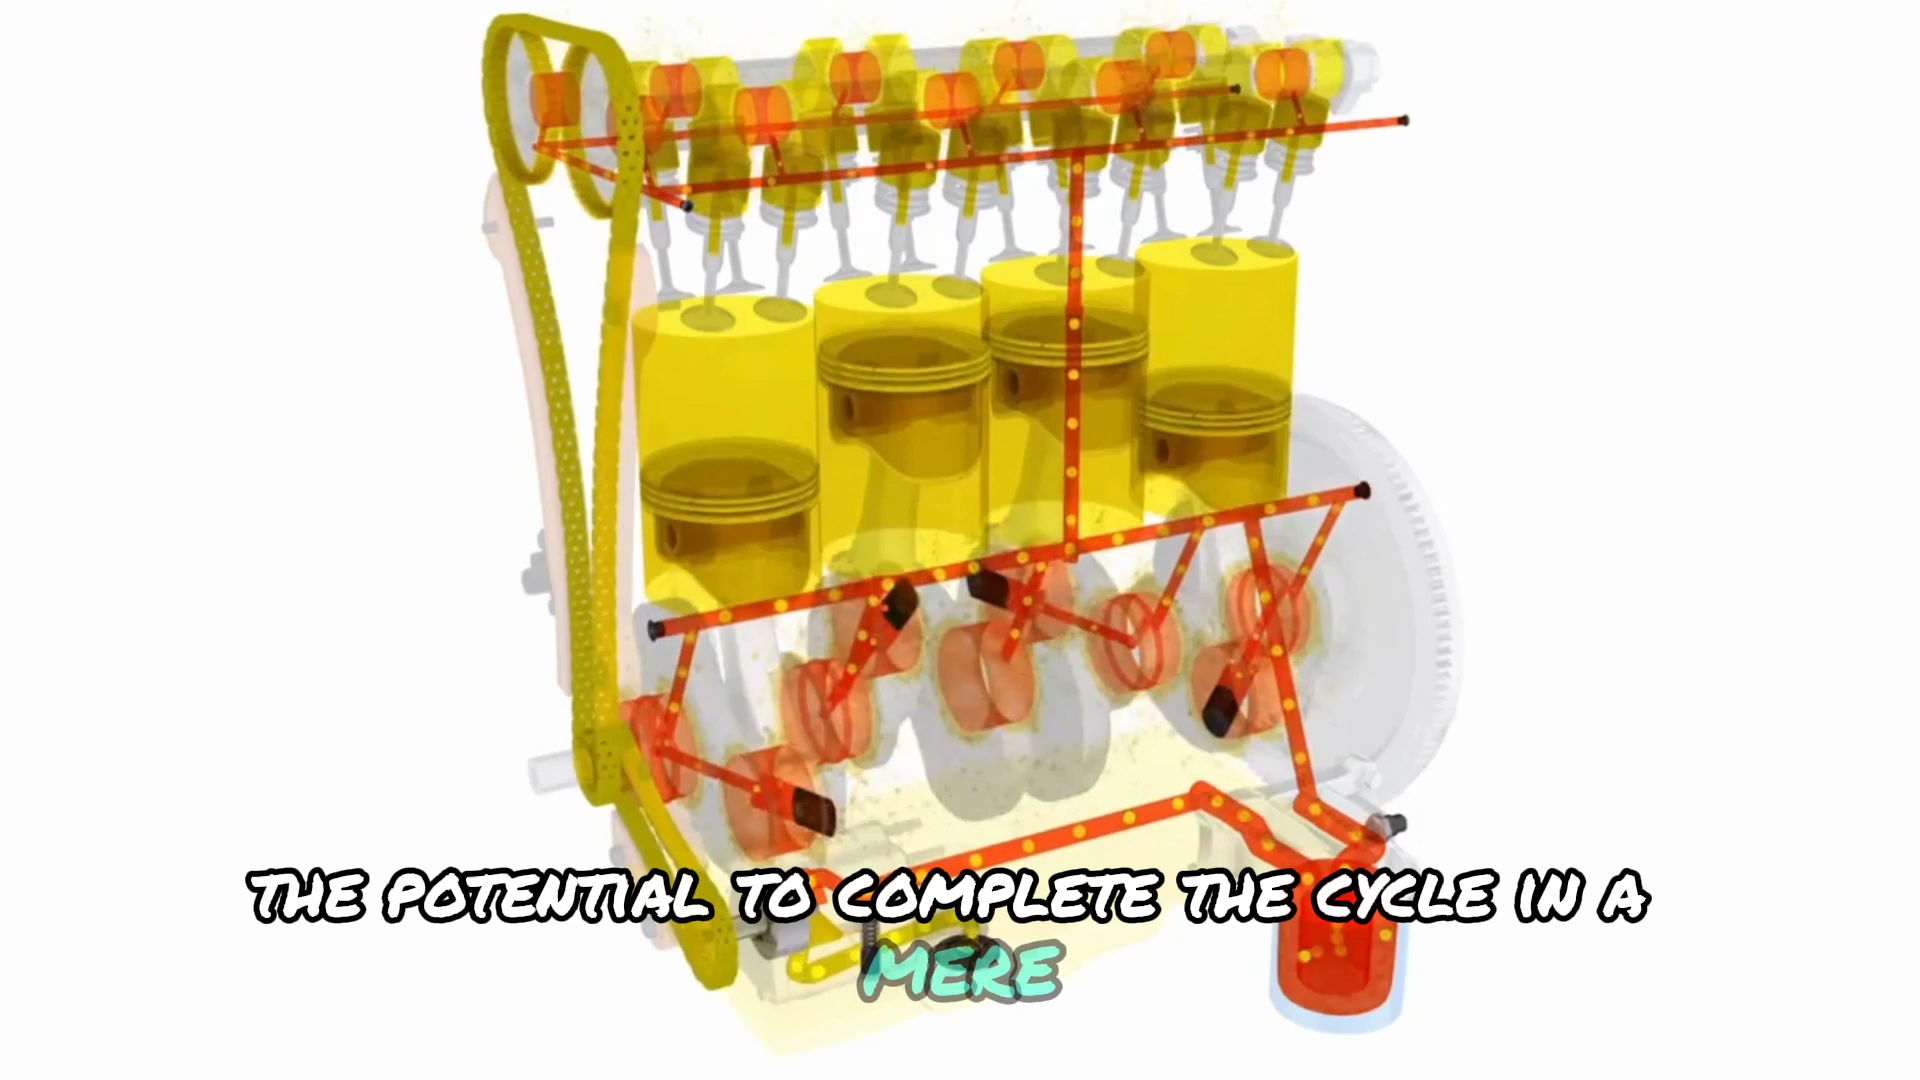 THE POTENTIAL TO COMPLETE THE CYCLE IN A
MERE